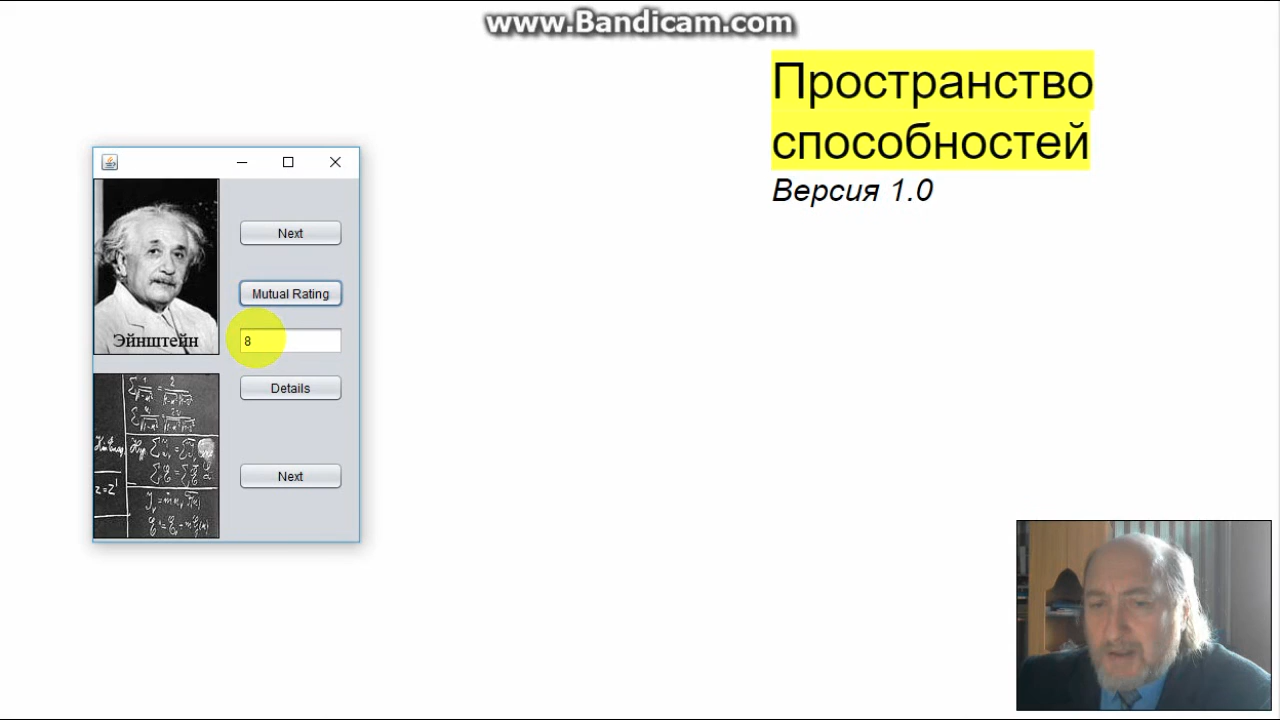 www.Bandicam.com
Пространство
способностей
Версия 1.0
Next
Mutual Rating
Эйнштейн
8
Details
Next